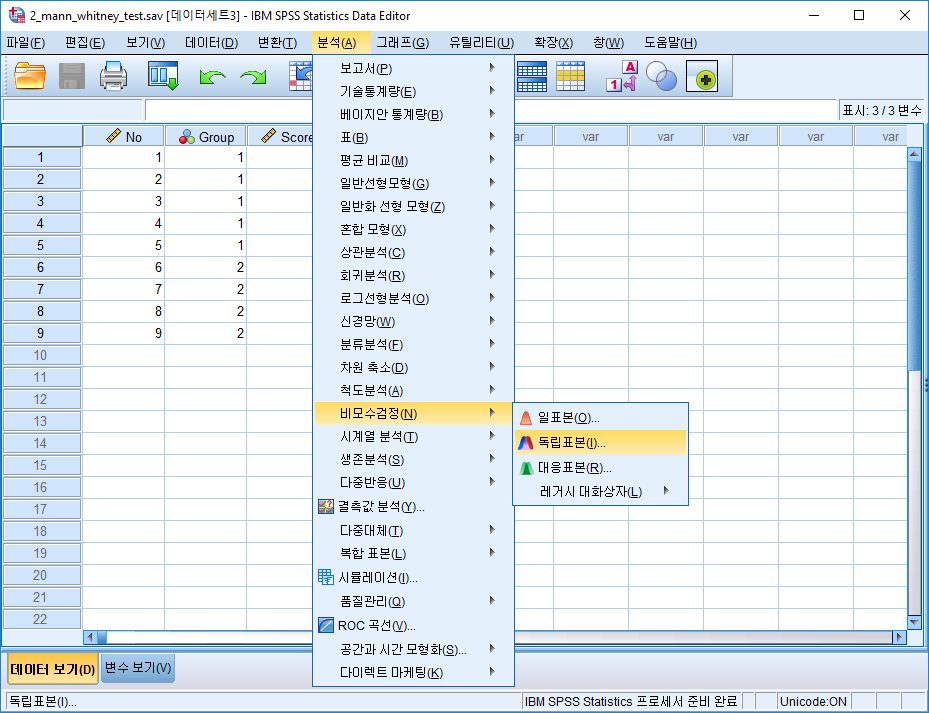 2_mann_whitney_test.sav [데이터세트3] - IBM SPSS Statistics Data Editor
파일(F) 편집(E) 보기(V) 데이터(D) 변환(T) 분석(A) 그래프(G) 유틸리티(U) 확장(X) 창(W) 도움말(H)
A
1
표시: 3 / 3 변수
No Group Score var var var var var var
1 1 1
2 2 1
3 3 1
4 4 1
5 5 1
6 6 2
7 7 2
8 8 2
9 9 2
10
11
12
13
14
15
16
17
18
19
20
21
22
보고서(P)
기술통계량(E)
베이지안 통계량(B)
표(B)
평균 비교(M)
일반선형모형(G)
일반화 선형 모형(Z)
혼합 모형(X)
상관분석(C)
회귀분석(R)
로그선형분석(O)
신경망(W)
분류분석(F)
차원 축소(D)
척도분석(A)
비모수검정(N)
시계열 분석(T)
생존분석(S)
다중반응(U)
결측값 분석(Y)...
다중대체(T)
복합 표본(L)
시뮬레이션(I)...
품질관리(Q)
ROC 곡선(V)...
공간과 시간 모형화(S)...
다이렉트 마케팅(K)
일표본(O)...
독립표본(I)...
대응표본(R)...
레거시 대화상자(L)
데이터 보기(D) 변수 보기(V)
독립표본(I)... IBM SPSS Statistics 프로세서 준비 완료 Unicode:ON